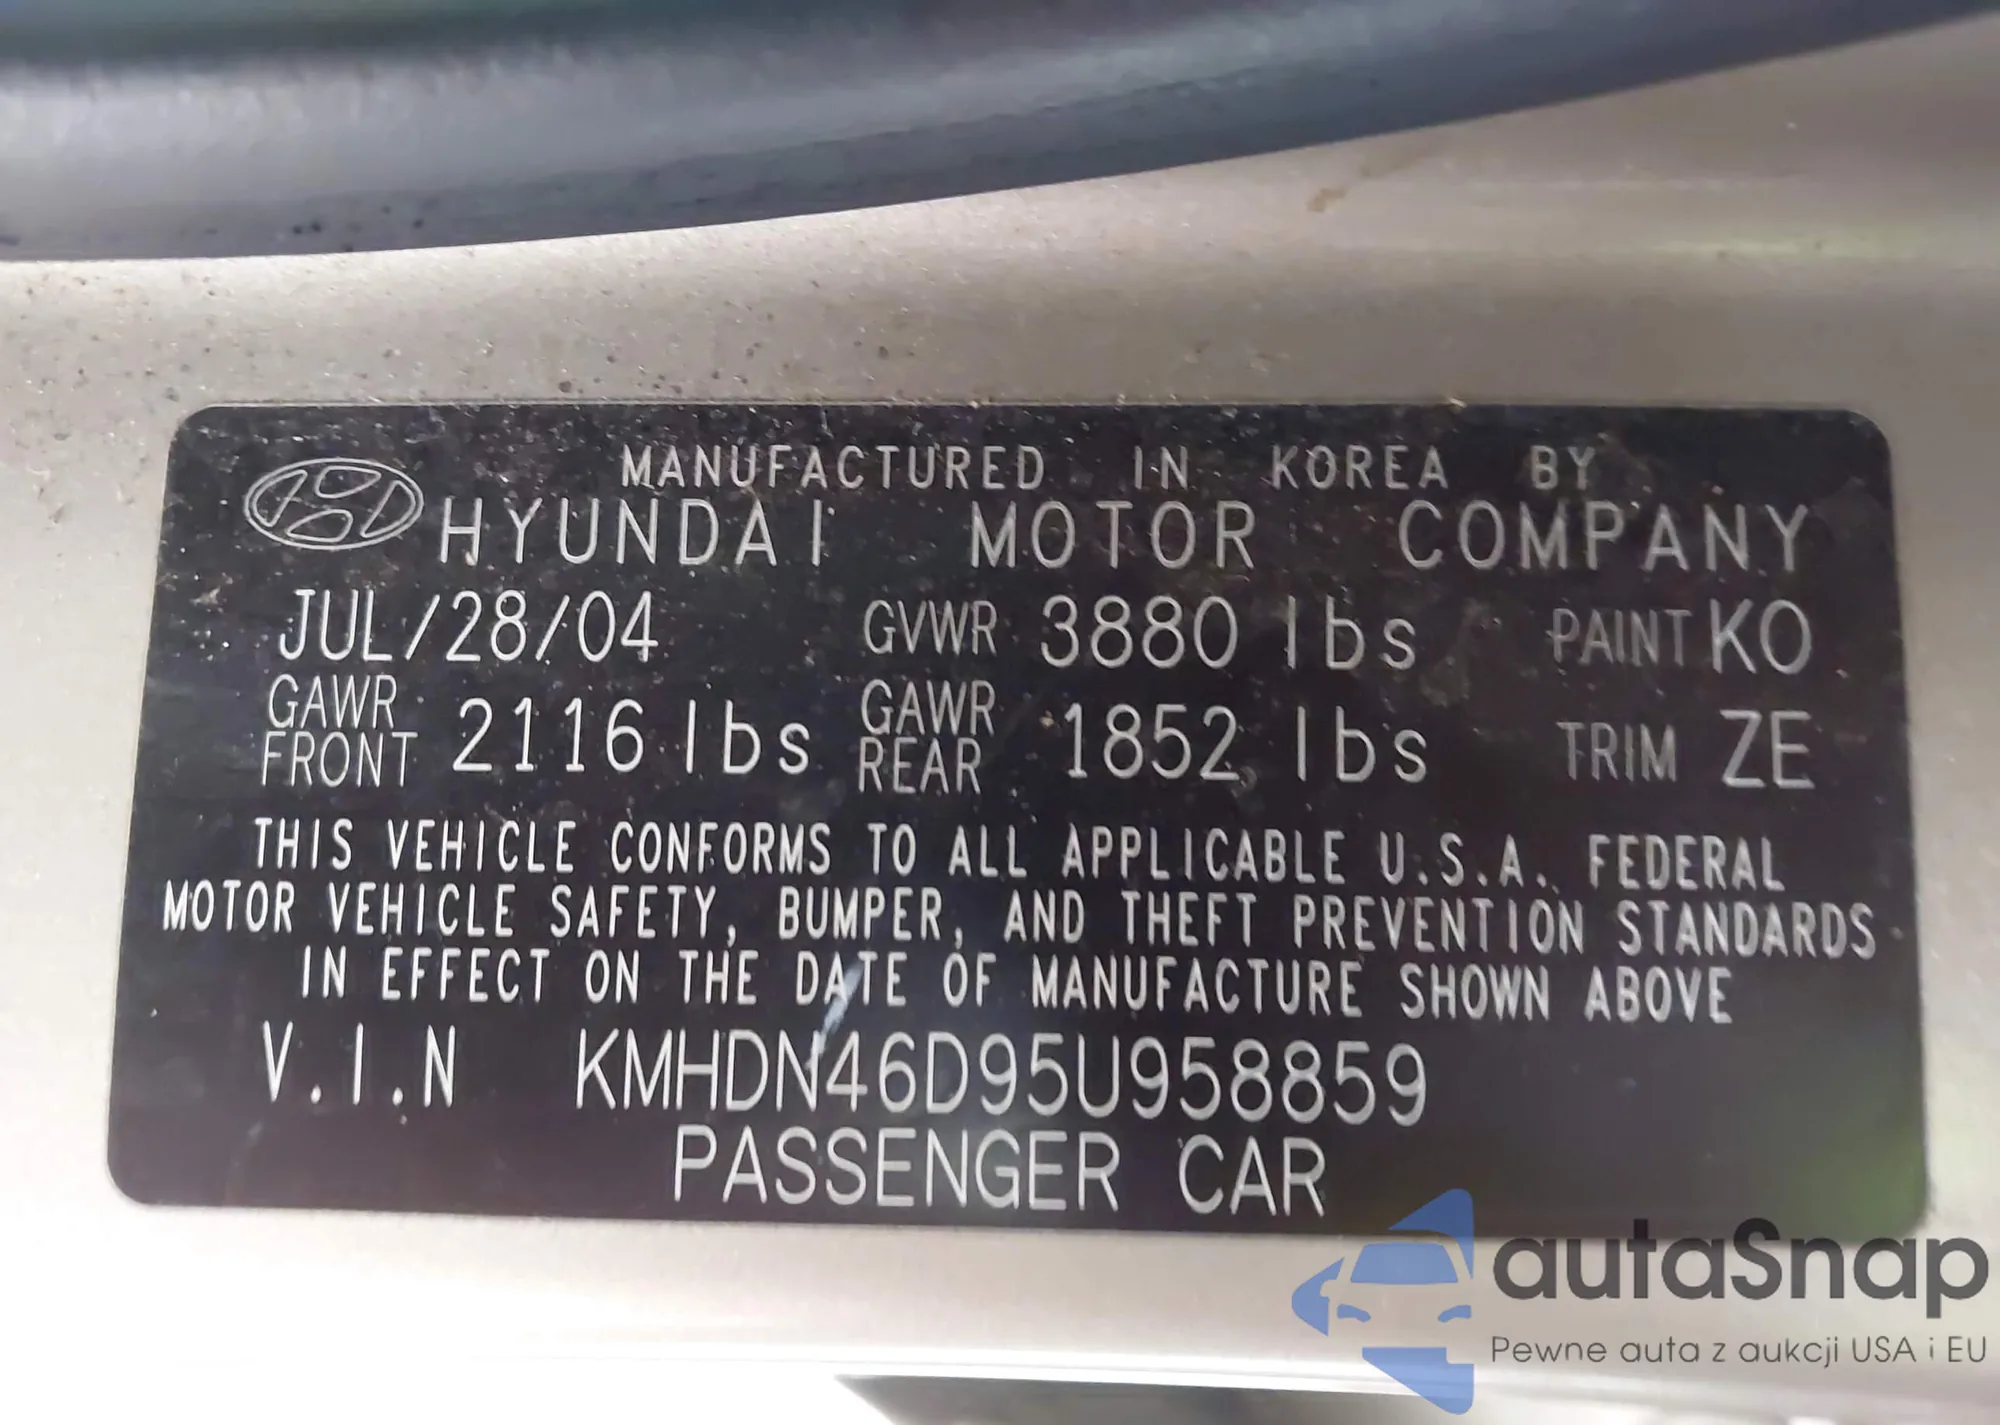 MANUFACTURED IN KOREA BY
HYUNDAI MOTOR COMPANY
JUL/28/04 GVWR 3880 lbs PAINT KO
GAWR FRONT 2116 lbs GAWR REAR 1852 lbs TRIM ZE
THIS VEHICLE CONFORMS TO ALL APPLICABLE U.S.A. FEDERAL
MOTOR VEHICLE SAFETY, BUMPER, AND THEFT PREVENTION STANDARDS
IN EFFECT ON THE DATE OF MANUFACTURE SHOWN ABOVE
V.I.N KMHDN46D95U958859
PASSENGER CAR
autaSnap
Pewne auta z aukcji USA i EU